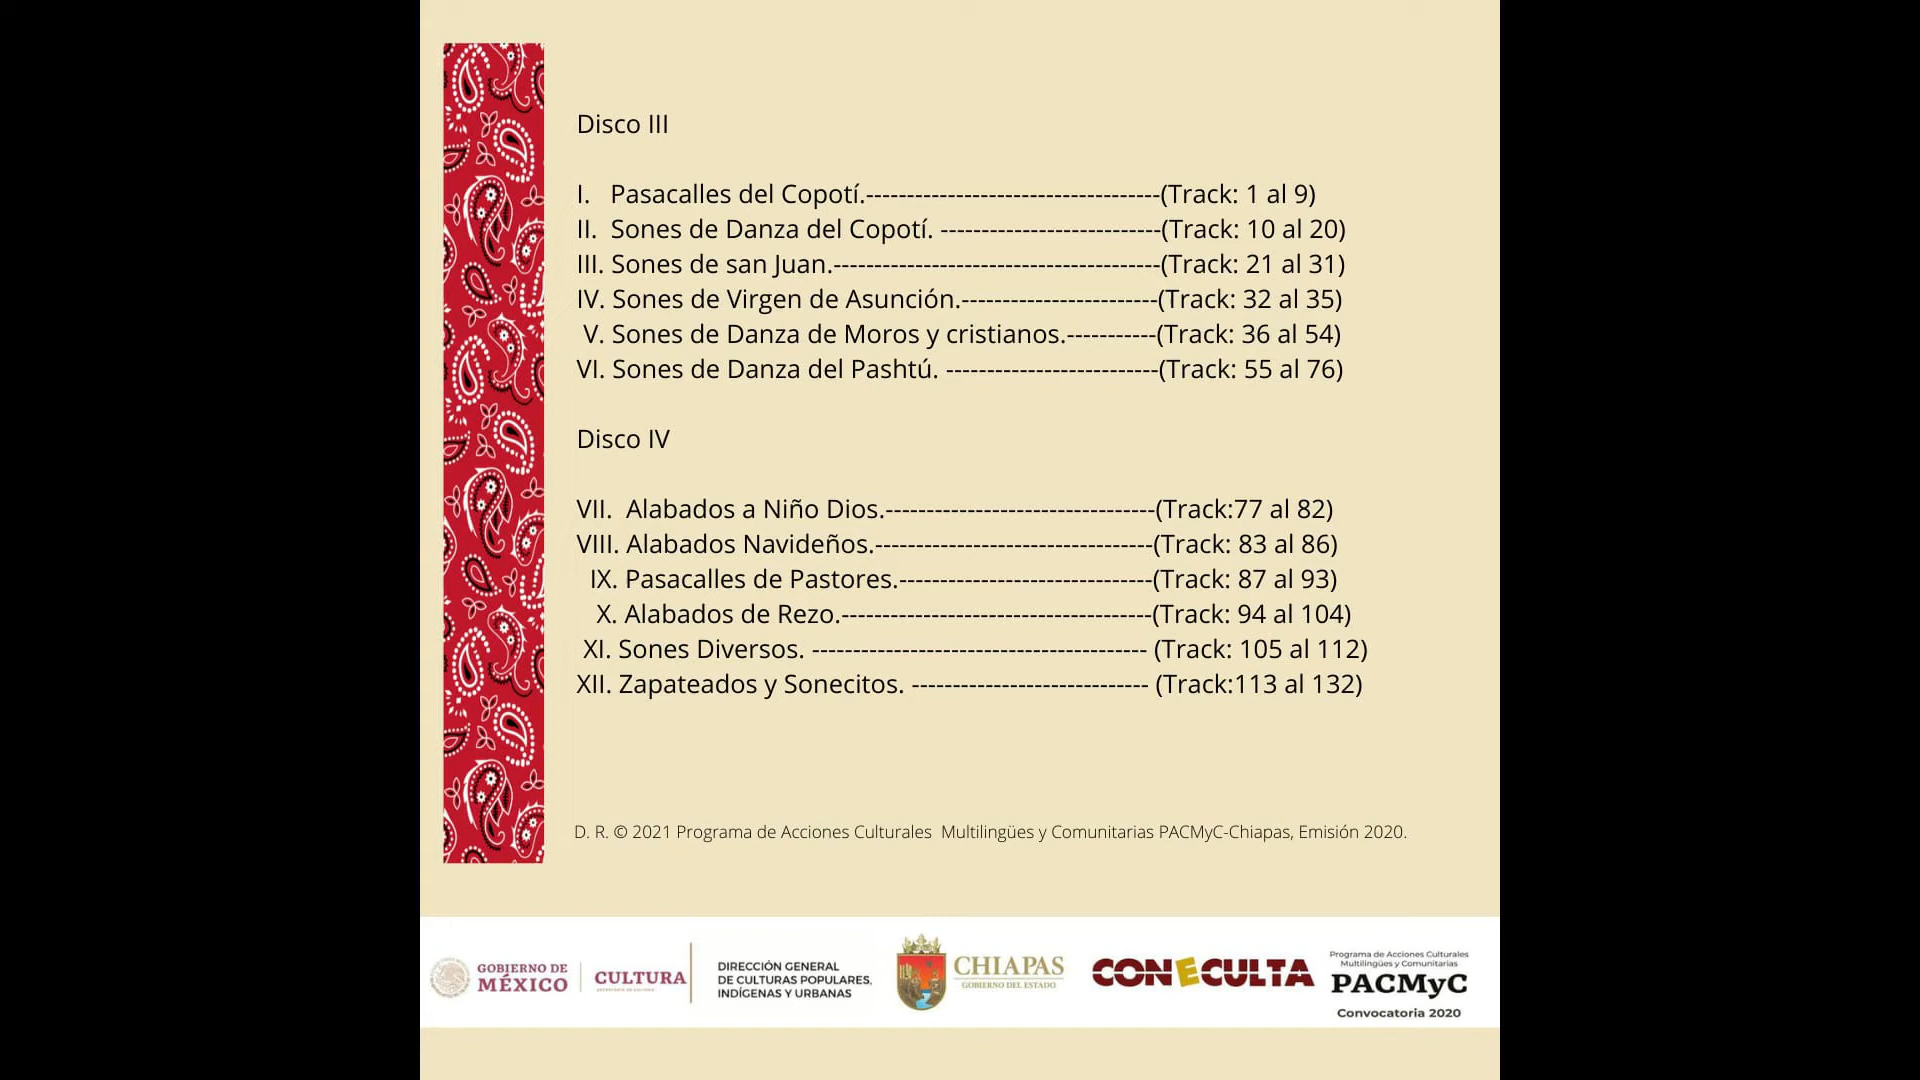 Disco III
I. Pasacalles del Copotí.------------------------------------(Track: 1 al 9)
II. Sones de Danza del Copotí. ---------------------------(Track: 10 al 20)
III. Sones de san Juan.----------------------------------------(Track: 21 al 31)
IV. Sones de Virgen de Asunción.------------------------(Track: 32 al 35)
V. Sones de Danza de Moros y cristianos.-----------(Track: 36 al 54)
VI. Sones de Danza del Pashtú. --------------------------(Track: 55 al 76)
Disco IV
VII. Alabados a Niño Dios.---------------------------------(Track:77 al 82)
VIII. Alabados Navideños.----------------------------------(Track: 83 al 86)
IX. Pasacalles de Pastores.-------------------------------(Track: 87 al 93)
X. Alabados de Rezo.--------------------------------------(Track: 94 al 104)
XI. Sones Diversos. ----------------------------------------- (Track: 105 al 112)
XII. Zapateados y Sonecitos. ----------------------------- (Track:113 al 132)
D. R. © 2021 Programa de Acciones Culturales Multilingües y Comunitarias PACMyC-Chiapas, Emisión 2020.
GOBIERNO DE
MÉXICO
CULTURA
DIRECCIÓN GENERAL
DE CULTURAS POPULARES,
INDÍGENAS Y URBANAS
CHIAPAS
GOBIERNO DEL ESTADO
CONECULTA
Programa de Acciones Culturales
Multilingües y Comunitarias
PACMyC
Convocatoria 2020